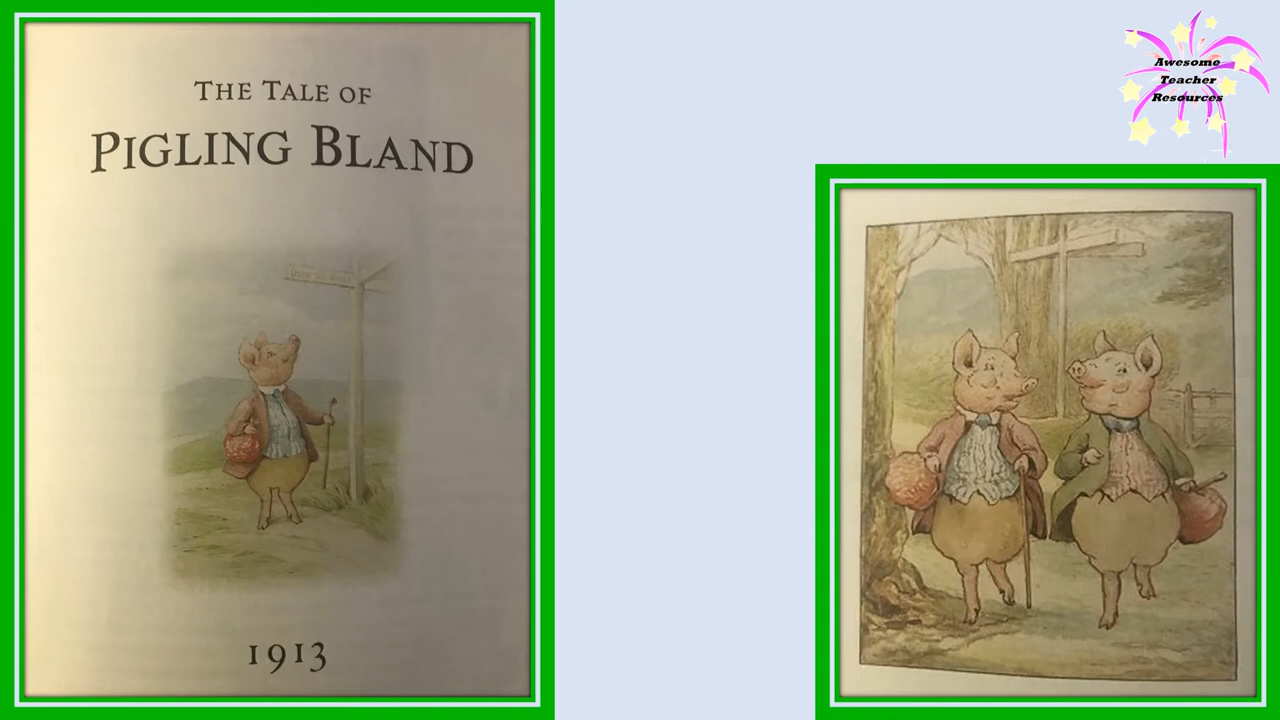 THE TALE OF
PIGLING BLAND
1913
Awesome
Teacher
Resources